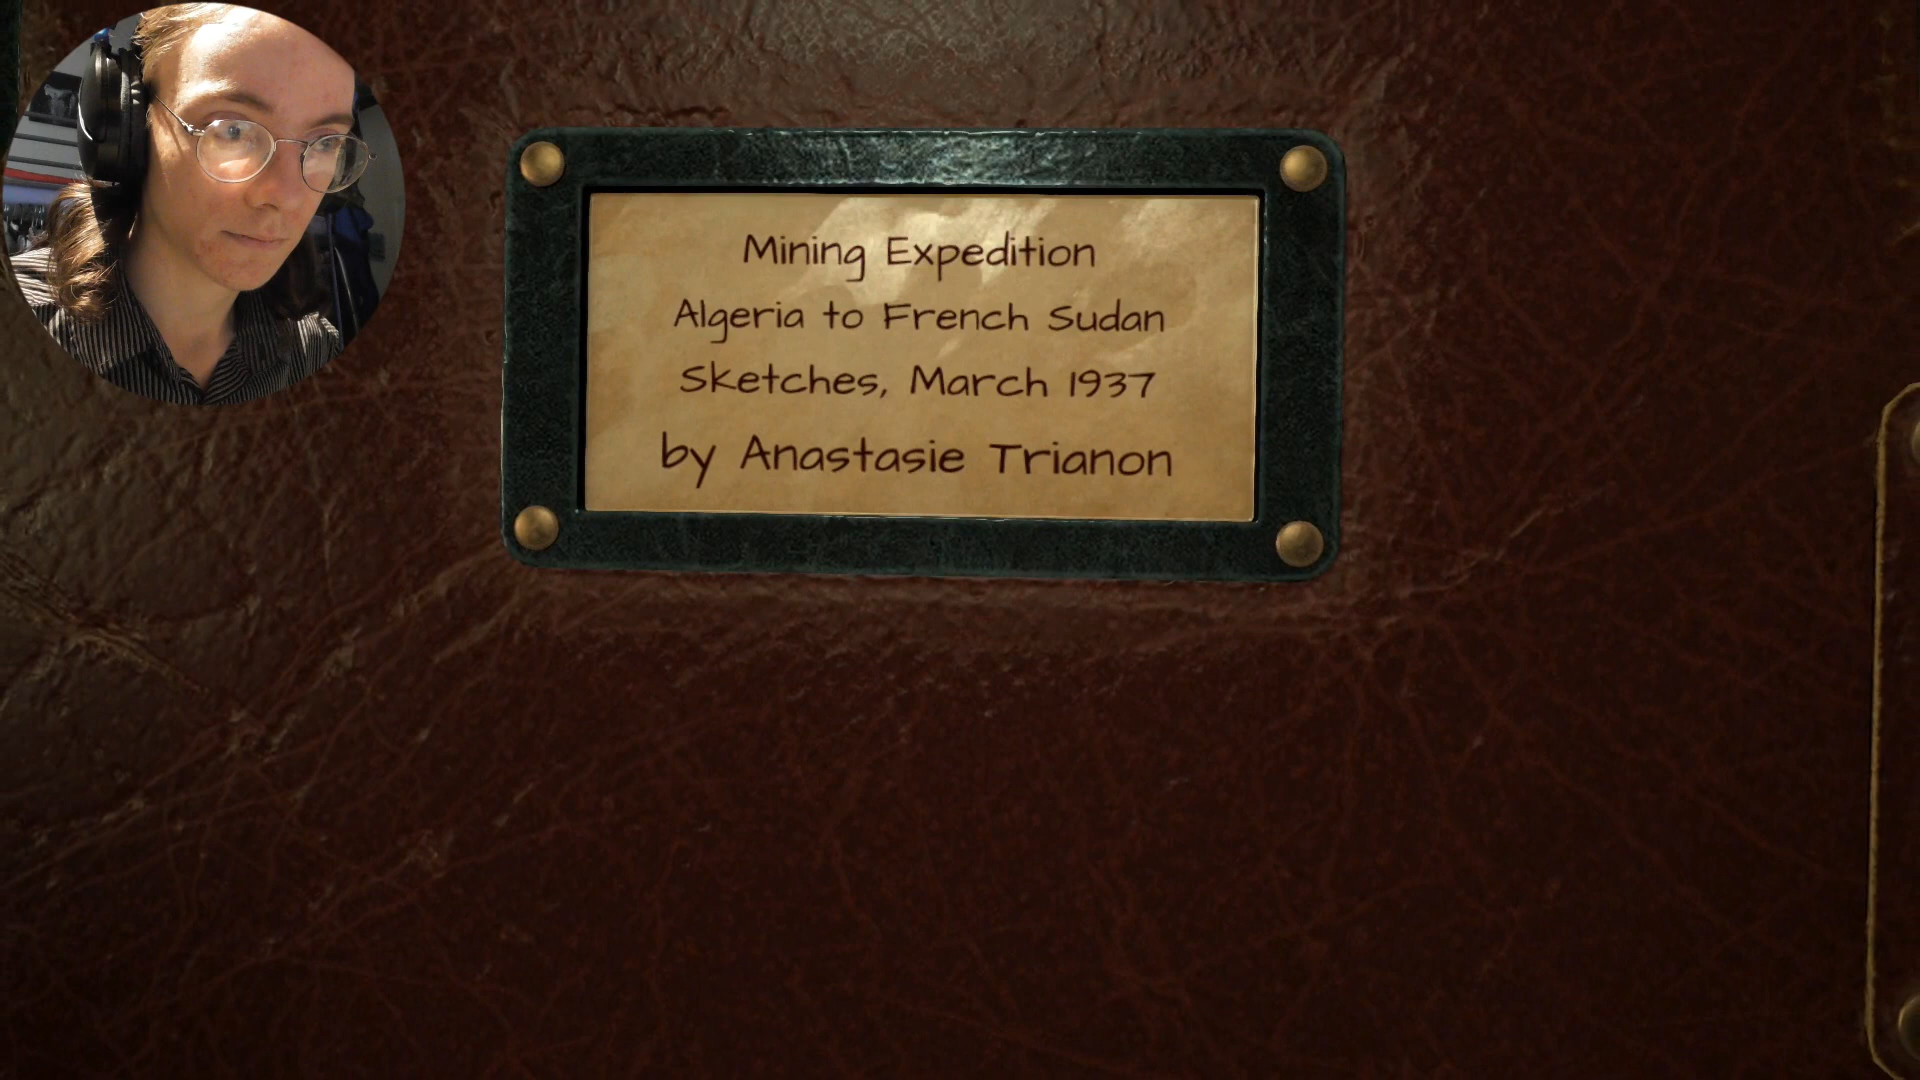 Mining Expedition
Algeria to French Sudan
Sketches, March 1937
by Anastasie Trianon